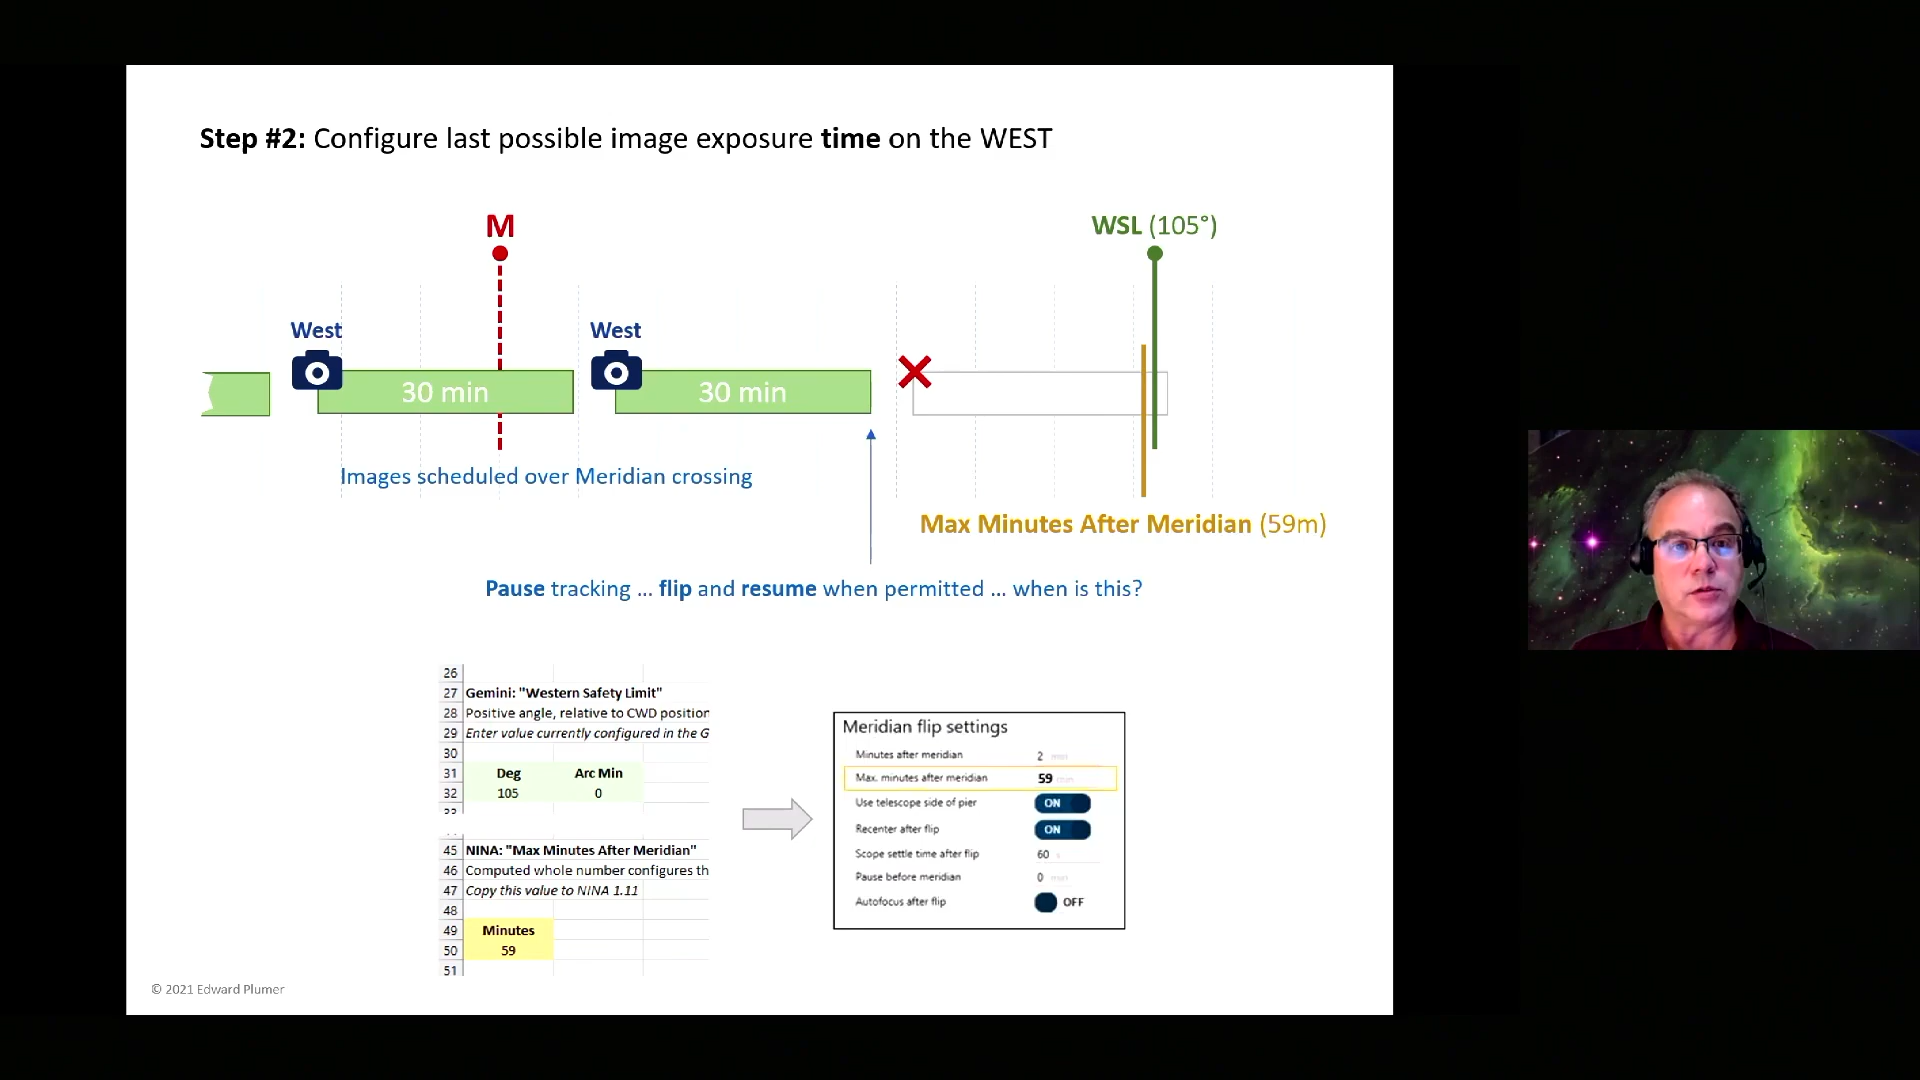 Step #2: Configure last possible image exposure time on the WEST
M
WSL (105°)
West
West
30 min
30 min
Images scheduled over Meridian crossing
Max Minutes After Meridian (59m)
Pause tracking ... flip and resume when permitted ... when is this?
26
27 Gemini: "Western Safety Limit"
28 Positive angle, relative to CWD position
29 Enter value currently configured in the G
30
31 Deg Arc Min
32 105 0
33
45 NINA: "Max Minutes After Meridian"
46 Computed whole number configures th
47 Copy this value to NINA 1.11
48
49 Minutes
50 59
51
Meridian flip settings
Minutes after meridian 2 min
Max. minutes after meridian 59 min
Use telescope side of pier ON
Recenter after flip ON
Scope settle time after flip 60 s
Pause before meridian 0 min
Autofocus after flip OFF
© 2021 Edward Plumer